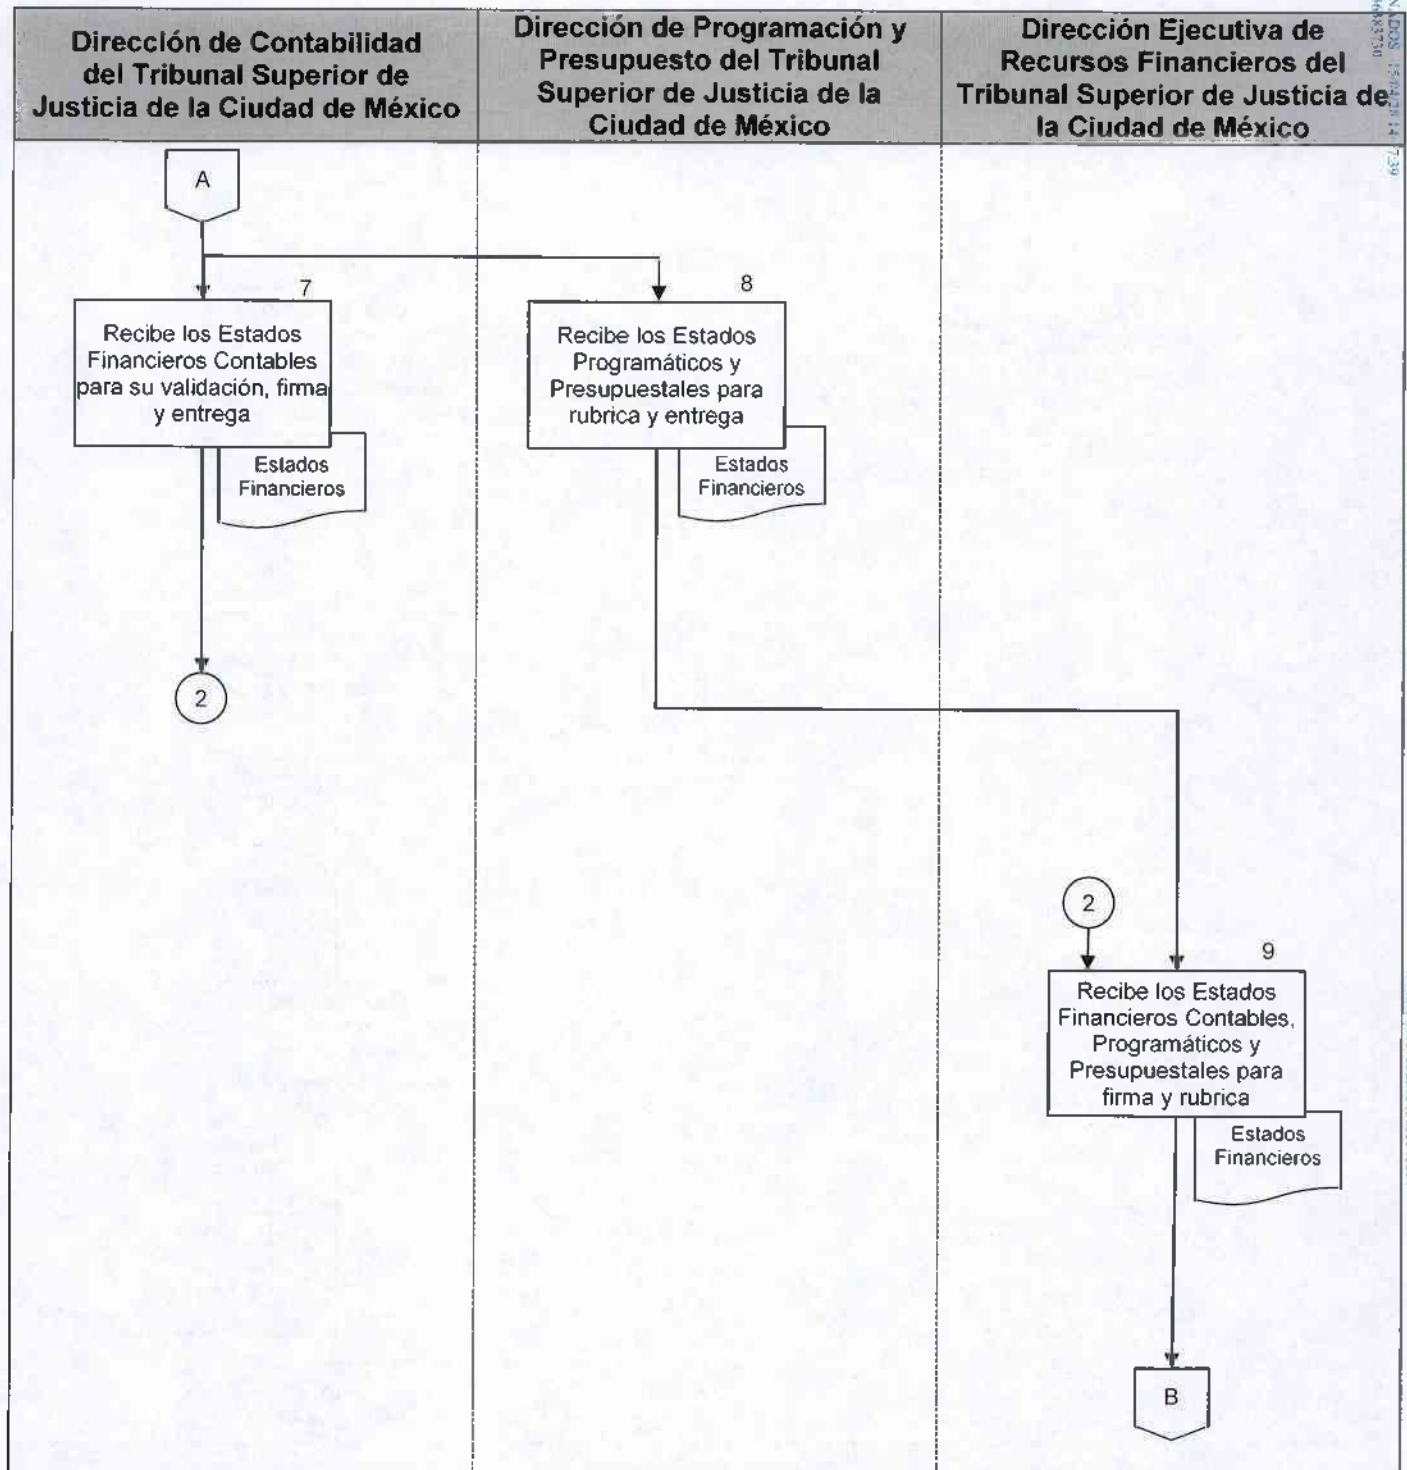 Dirección de Contabilidad
del Tribunal Superior de
Justicia de la Ciudad de México
Dirección de Programación y
Presupuesto del Tribunal
Superior de Justicia de la
Ciudad de México
Dirección Ejecutiva de
Recursos Financieros del
Tribunal Superior de Justicia de
la Ciudad de México
A
7
Recibe los Estados
Financieros Contables
para su validación, firma
y entrega
Estados
Financieros
2
8
Recibe los Estados
Programáticos y
Presupuestales para
rubrica y entrega
Estados
Financieros
2
9
Recibe los Estados
Financieros Contables,
Programáticos y
Presupuestales para
firma y rubrica
Estados
Financieros
B